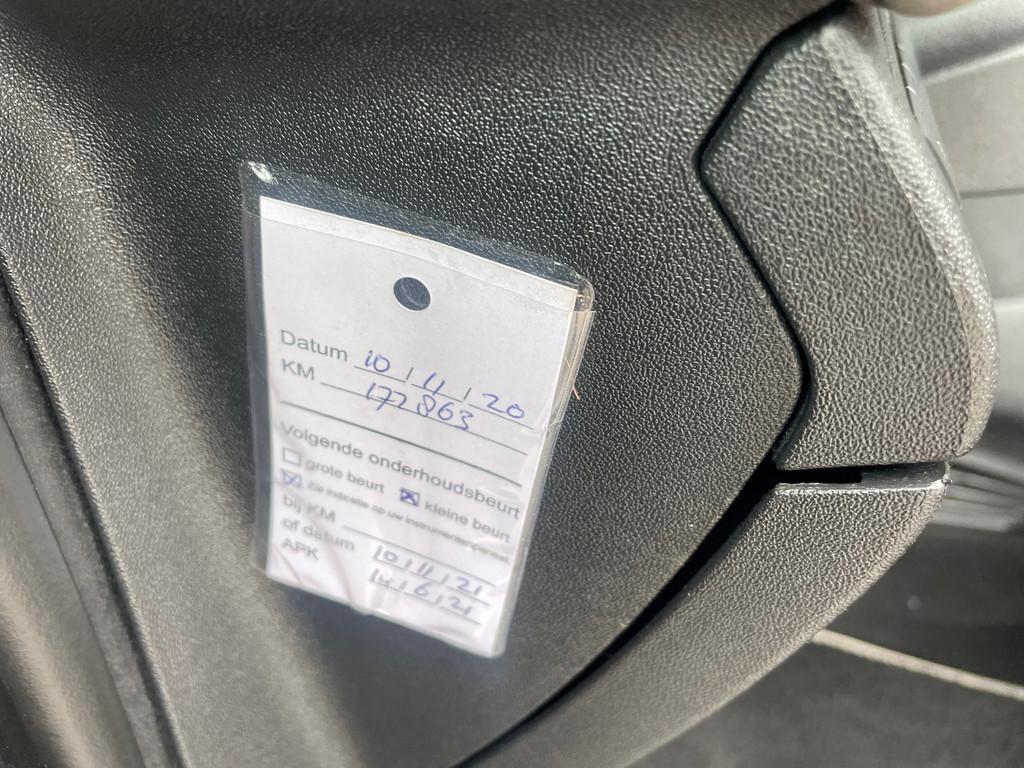 Datum 10 / 11 / 20
KM 172863
Volgende onderhoudsbeurt
grote beurt kleine beurt
Zie indicatie op uw instrumentenpaneel
bij KM
of datum 10 / 11 / 21
APK 14 / 6 / 21